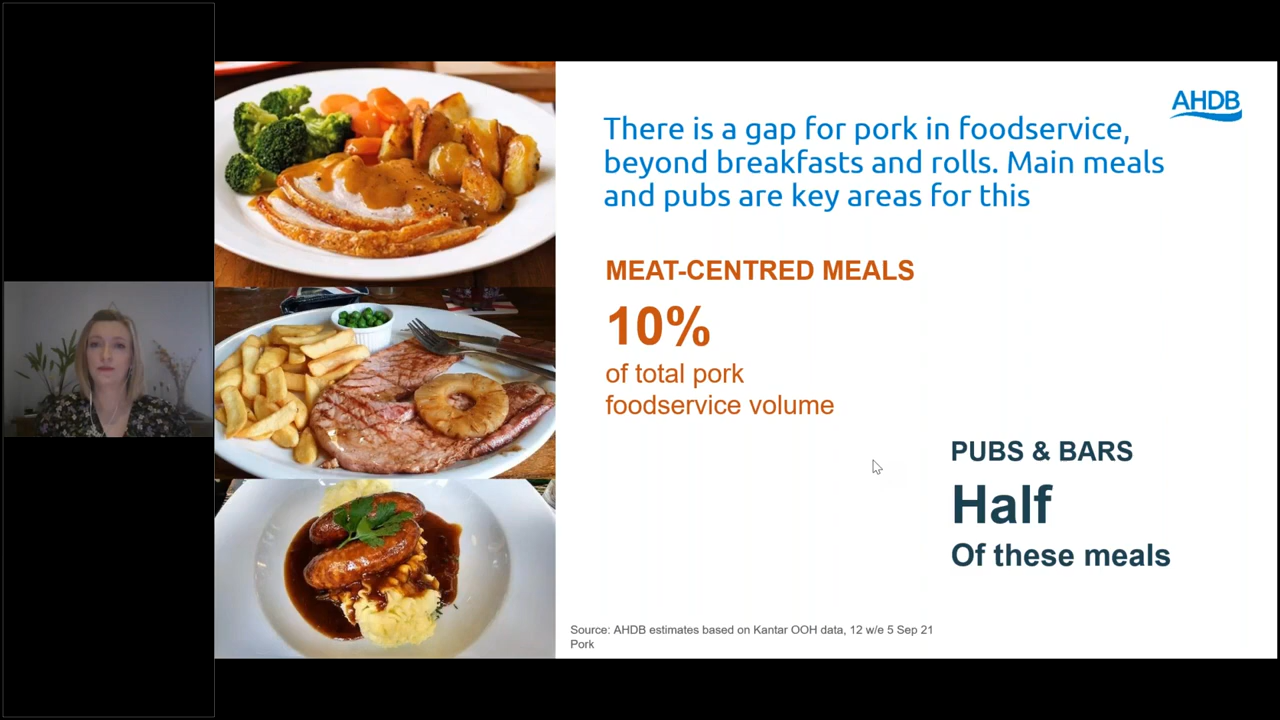 AHDB
There is a gap for pork in foodservice,
beyond breakfasts and rolls. Main meals
and pubs are key areas for this
MEAT-CENTRED MEALS
10%
of total pork
foodservice volume
PUBS & BARS
Half
Of these meals
Source: AHDB estimates based on Kantar OOH data, 12 w/e 5 Sep 21
Pork